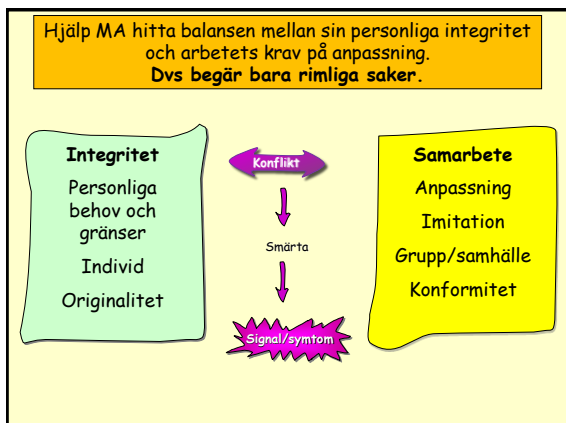 Hjälp MA hitta balansen mellan sin personliga integritet
och arbetets krav på anpassning.
Dvs begär bara rimliga saker.
Integritet
Personliga
behov och
gränser
Individ
Originalitet
Konflikt
Smärta
Signal/symtom
Samarbete
Anpassning
Imitation
Grupp/samhälle
Konformitet